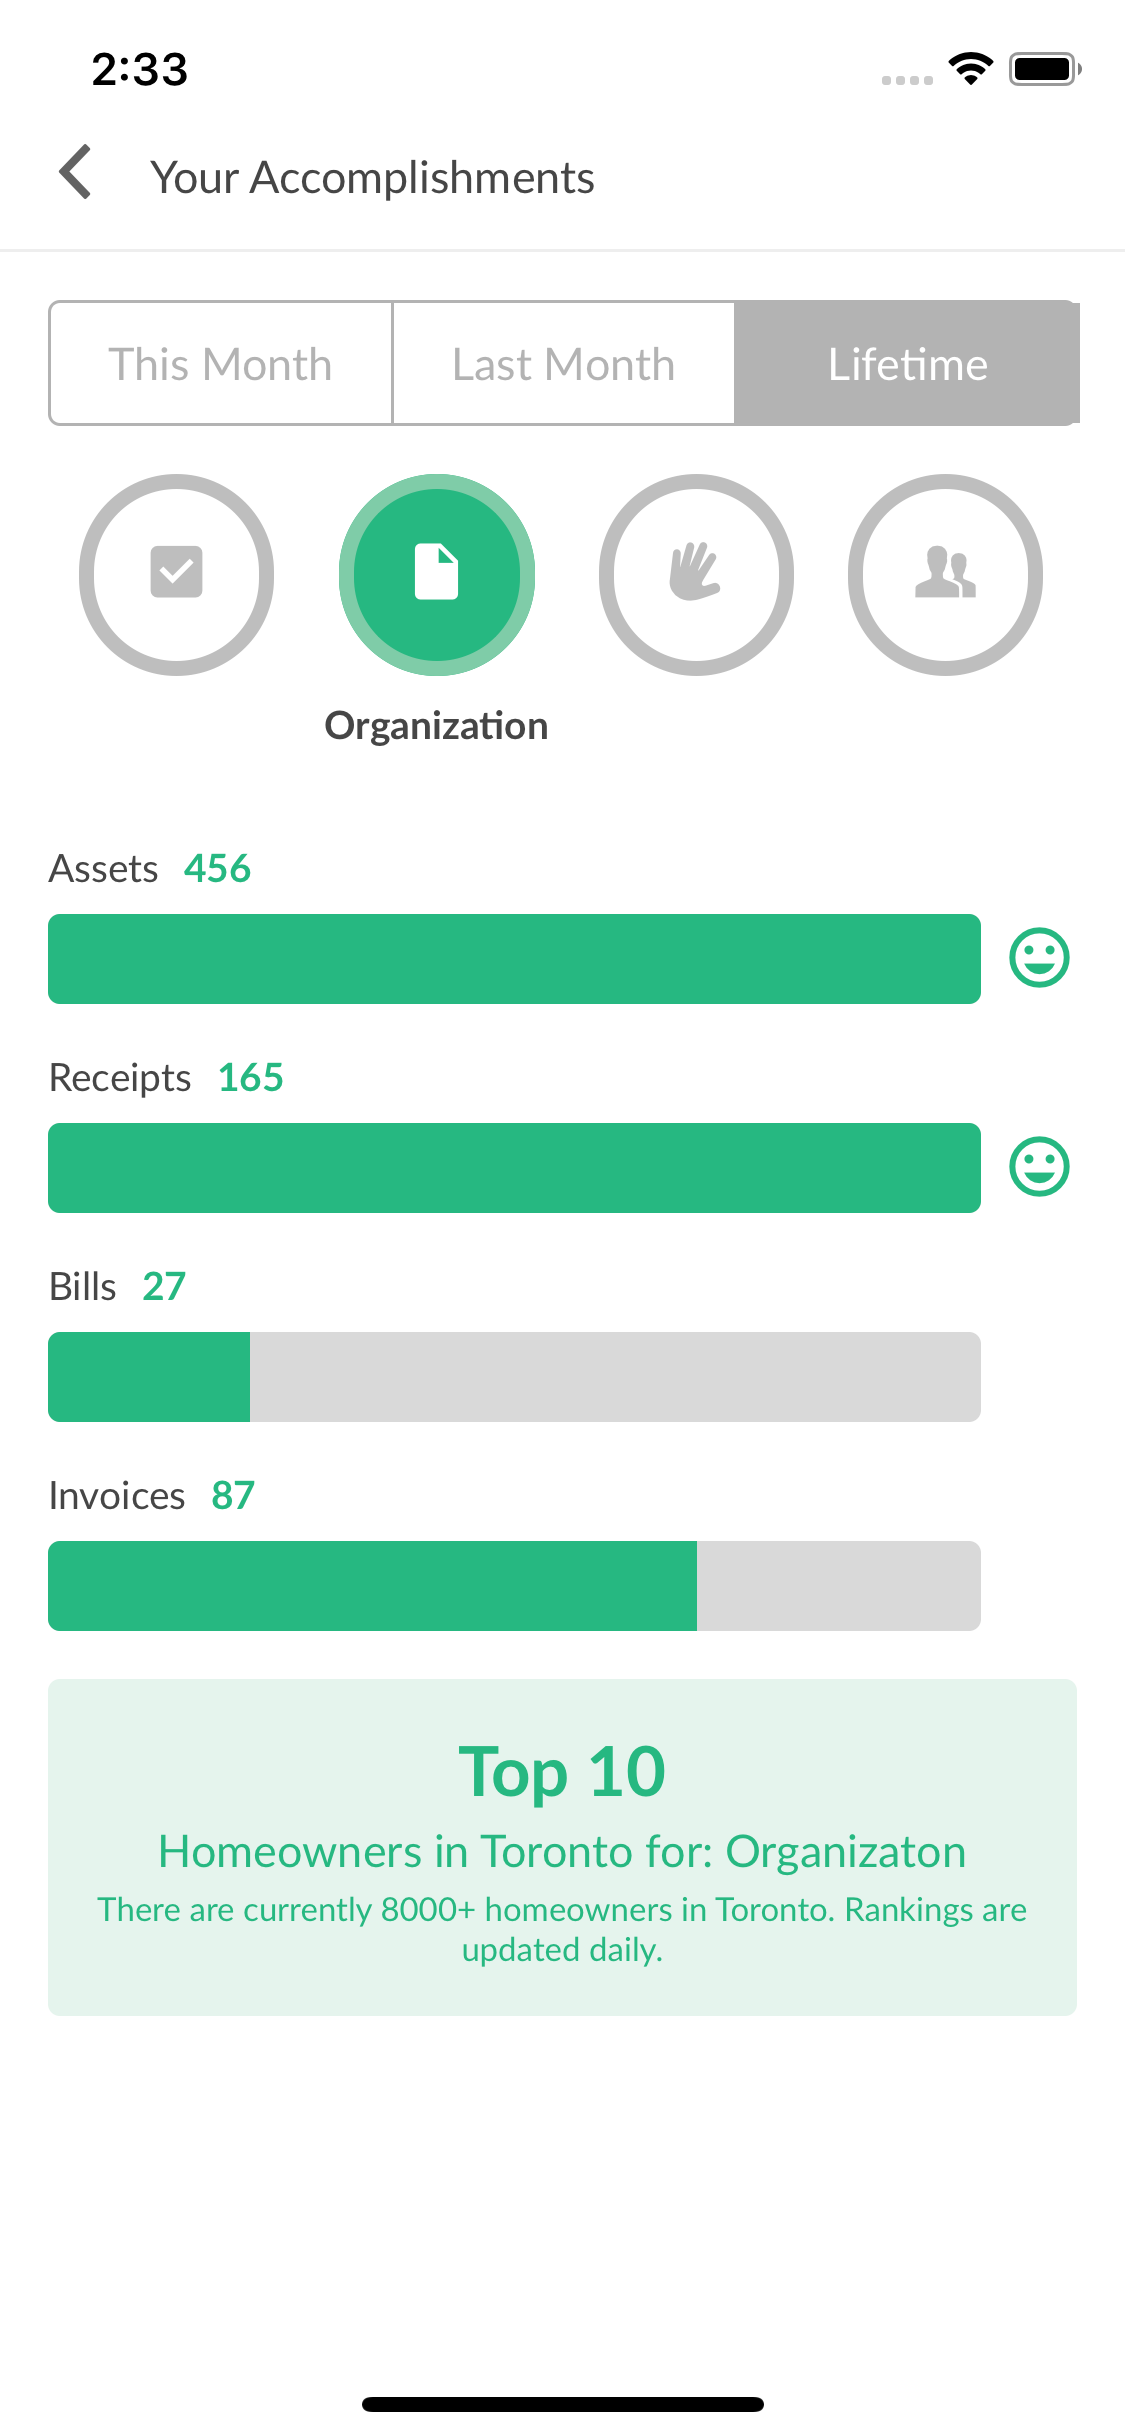 2:33
Your Accomplishments
This Month Last Month Lifetime
Organization
Assets 456
Receipts 165
Bills 27
Invoices 87
Top 10
Homeowners in Toronto for: Organizaton
There are currently 8000+ homeowners in Toronto. Rankings are
updated daily.